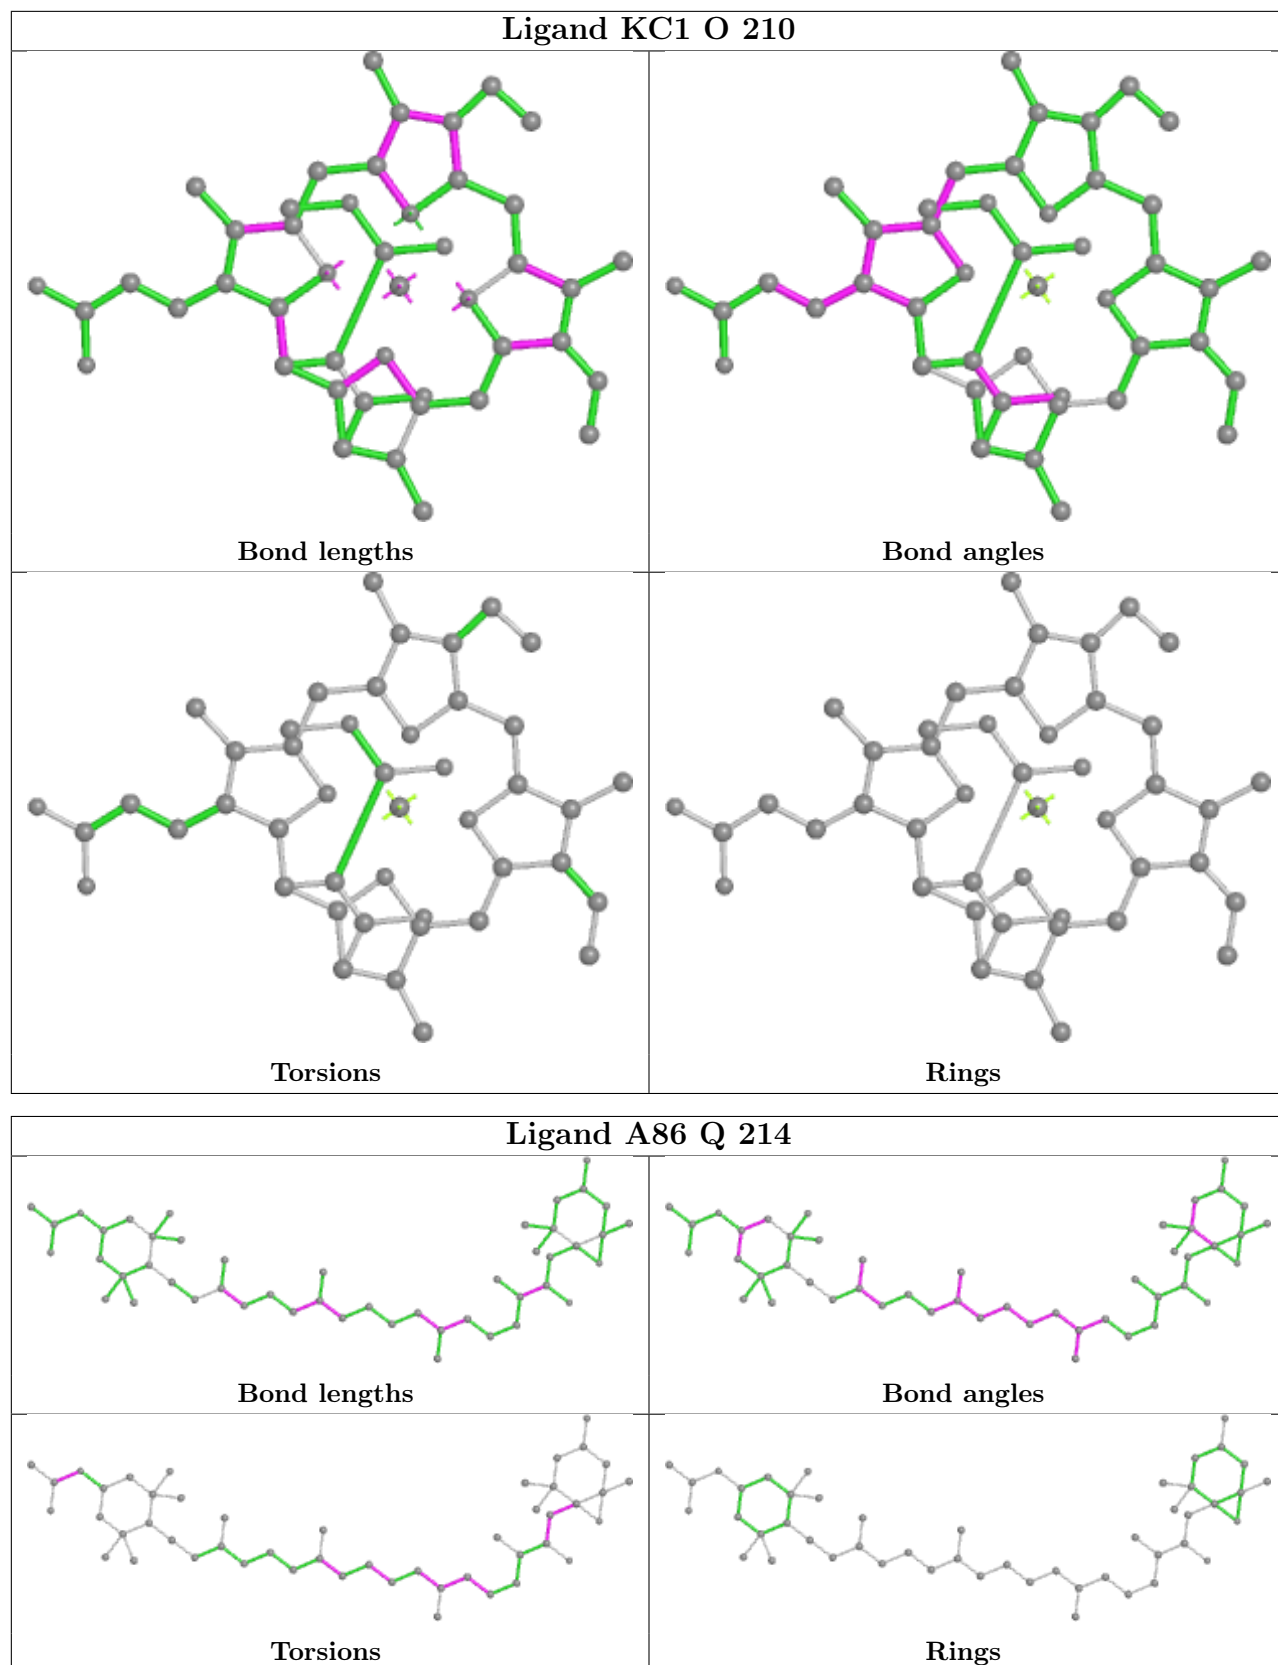 Ligand KC1 O 210
Bond lengths
Bond angles
Torsions
Rings
Ligand A86 Q 214
Bond lengths
Bond angles
Torsions
Rings